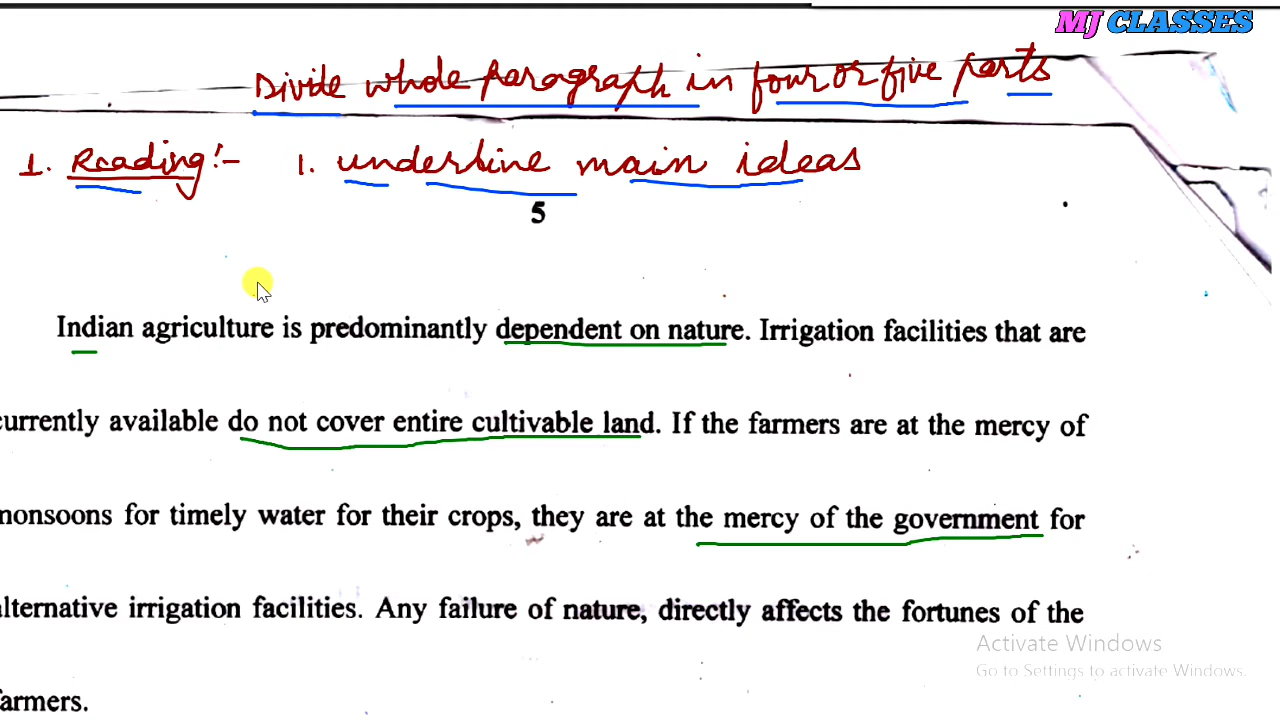 MJ CLASSES
Divide whole paragraph in four or five parts
1. Reading:- 1. underline main ideas
5
Indian agriculture is predominantly dependent on nature. Irrigation facilities that are
currently available do not cover entire cultivable land. If the farmers are at the mercy of
monsoons for timely water for their crops, they are at the mercy of the government for
alternative irrigation facilities. Any failure of nature, directly affects the fortunes of the
farmers.
Activate Windows
Go to Settings to activate Windows.